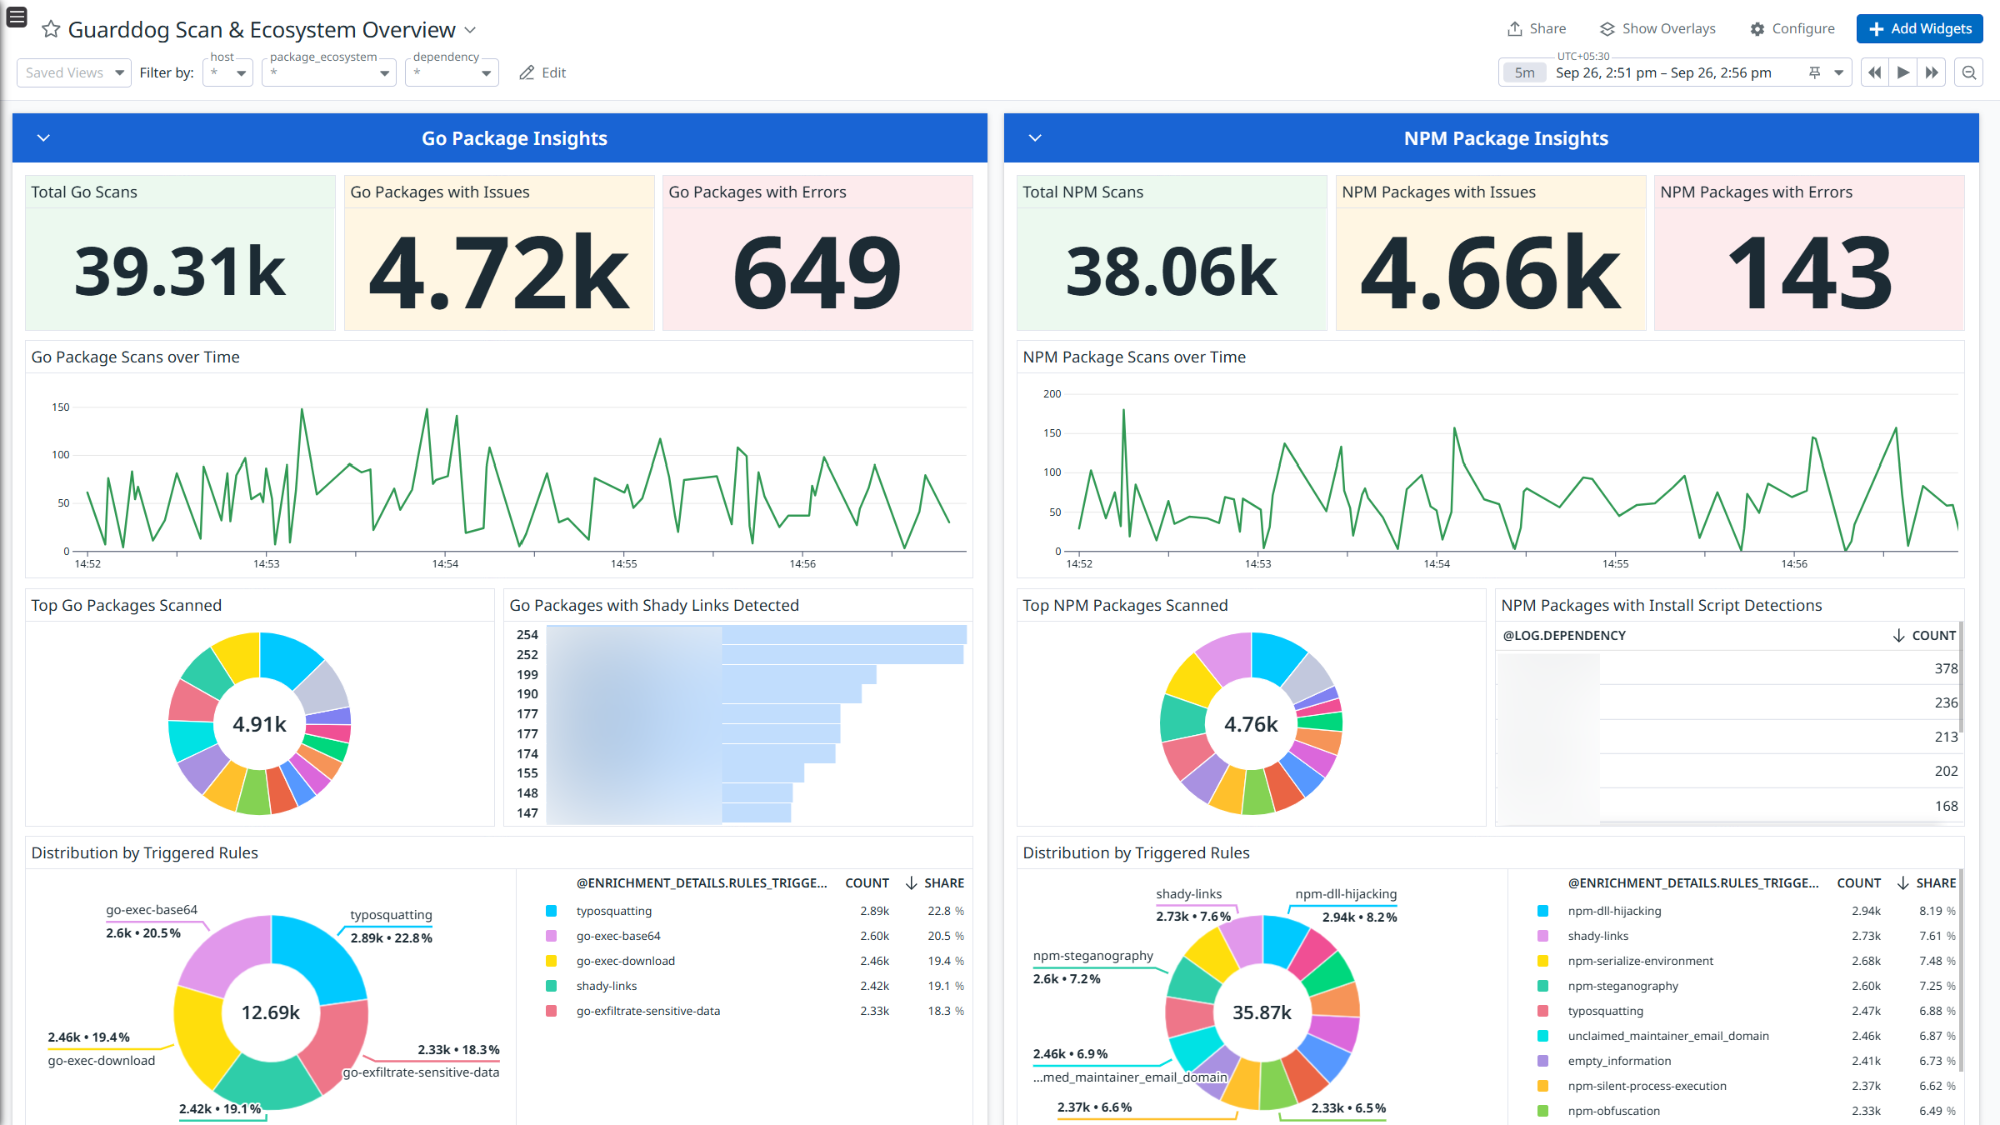 Guarddog Scan & Ecosystem Overview
Share
Show Overlays
Configure
Add Widgets
Saved Views
Filter by:
host
*
package_ecosystem
*
dependency
*
Edit
UTC+05:30
5m
Sep 26, 2:51 pm – Sep 26, 2:56 pm
Go Package Insights
Total Go Scans
39.31k
Go Packages with Issues
4.72k
Go Packages with Errors
649
Go Package Scans over Time
150
100
50
0
14:52
14:53
14:54
14:55
14:56
Top Go Packages Scanned
4.91k
Go Packages with Shady Links Detected
254
252
199
190
177
177
174
155
148
147
Distribution by Triggered Rules
go-exec-base64
2.6k • 20.5%
typosquatting
2.89k • 22.8%
12.69k
2.46k • 19.4%
go-exec-download
2.33k • 18.3%
go-exfiltrate-sensitive-data
2.42k • 19.1%
@ENRICHMENT_DETAILS.RULES_TRIGGE... COUNT SHARE
typosquatting 2.89k 22.8 %
go-exec-base64 2.60k 20.5 %
go-exec-download 2.46k 19.4 %
shady-links 2.42k 19.1 %
go-exfiltrate-sensitive-data 2.33k 18.3 %
NPM Package Insights
Total NPM Scans
38.06k
NPM Packages with Issues
4.66k
NPM Packages with Errors
143
NPM Package Scans over Time
200
150
100
50
0
14:52
14:53
14:54
14:55
14:56
Top NPM Packages Scanned
4.76k
NPM Packages with Install Script Detections
@LOG.DEPENDENCY COUNT
378
236
213
202
168
Distribution by Triggered Rules
shady-links
2.73k • 7.6%
npm-dll-hijacking
2.94k • 8.2%
npm-steganography
2.6k • 7.2%
35.87k
2.46k • 6.9%
...med_maintainer_email_domain
2.37k • 6.6%
2.33k • 6.5%
@ENRICHMENT_DETAILS.RULES_TRIGGE... COUNT SHARE
npm-dll-hijacking 2.94k 8.19 %
shady-links 2.73k 7.61 %
npm-serialize-environment 2.68k 7.48 %
npm-steganography 2.60k 7.25 %
typosquatting 2.47k 6.88 %
unclaimed_maintainer_email_domain 2.46k 6.87 %
empty_information 2.41k 6.73 %
npm-silent-process-execution 2.37k 6.62 %
npm-obfuscation 2.33k 6.49 %